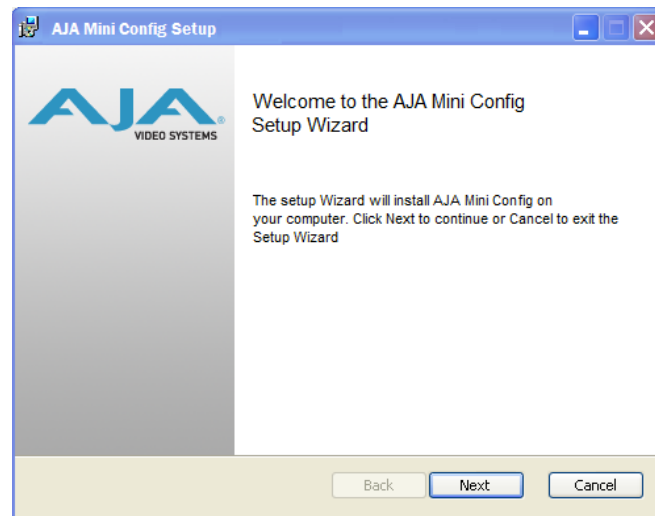 AJA Mini Config Setup
AJA®
VIDEO SYSTEMS
Welcome to the AJA Mini Config
Setup Wizard
The setup Wizard will install AJA Mini Config on
your computer. Click Next to continue or Cancel to exit the
Setup Wizard
Back
Next
Cancel